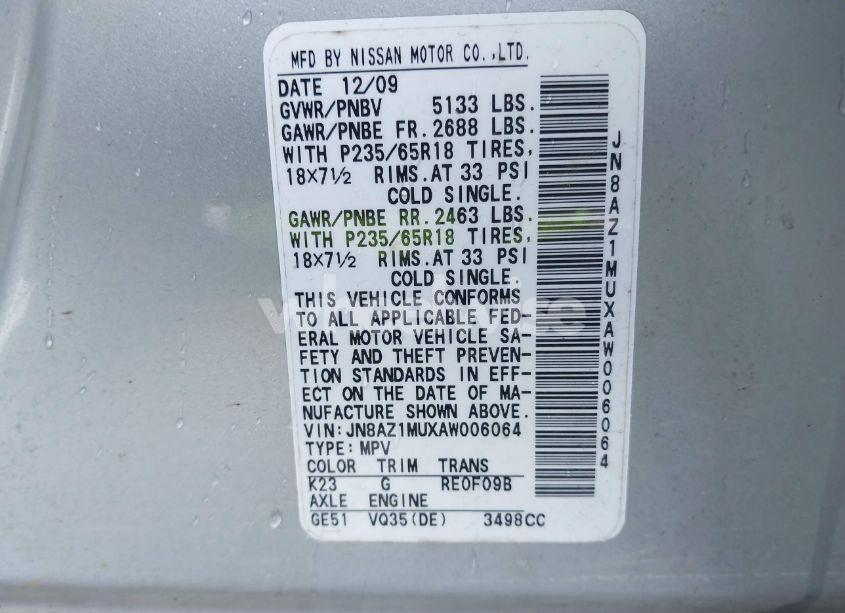 MFD BY NISSAN MOTOR CO.,LTD.
DATE 12/09
GVWR/PNBV 5133 LBS.
GAWR/PNBE FR. 2688 LBS.
WITH P235/65R18 TIRES,
18×7½ RIMS. AT 33 PSI
COLD SINGLE.
GAWR/PNBE RR. 2463 LBS.
WITH P235/65R18 TIRES,
18×7½ RIMS. AT 33 PSI
COLD SINGLE.
THIS VEHICLE CONFORMS
TO ALL APPLICABLE FED-
ERAL MOTOR VEHICLE SA-
FETY AND THEFT PREVEN-
TION STANDARDS IN EFF-
ECT ON THE DATE OF MA-
NUFACTURE SHOWN ABOVE.
VIN: JN8AZ1MUXAW006064
TYPE: MPV
COLOR TRIM TRANS
K23 G RE0F09B
AXLE ENGINE
GE51 VQ35(DE) 3498CC
JN8AZ1MUXAW006064